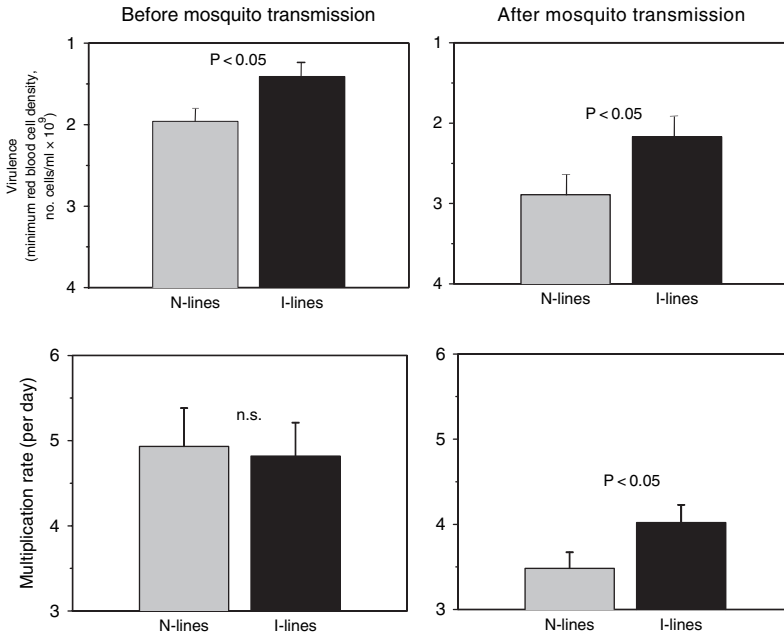 Before mosquito transmission
After mosquito transmission
Virulence
(minimum red blood cell density,
no. cells/ml × 10⁹)
1
2
3
4
P < 0.05
N-lines
I-lines
1
2
3
4
P < 0.05
N-lines
I-lines
Multiplication rate (per day)
6
5
4
3
n.s.
N-lines
I-lines
6
5
4
3
P < 0.05
N-lines
I-lines